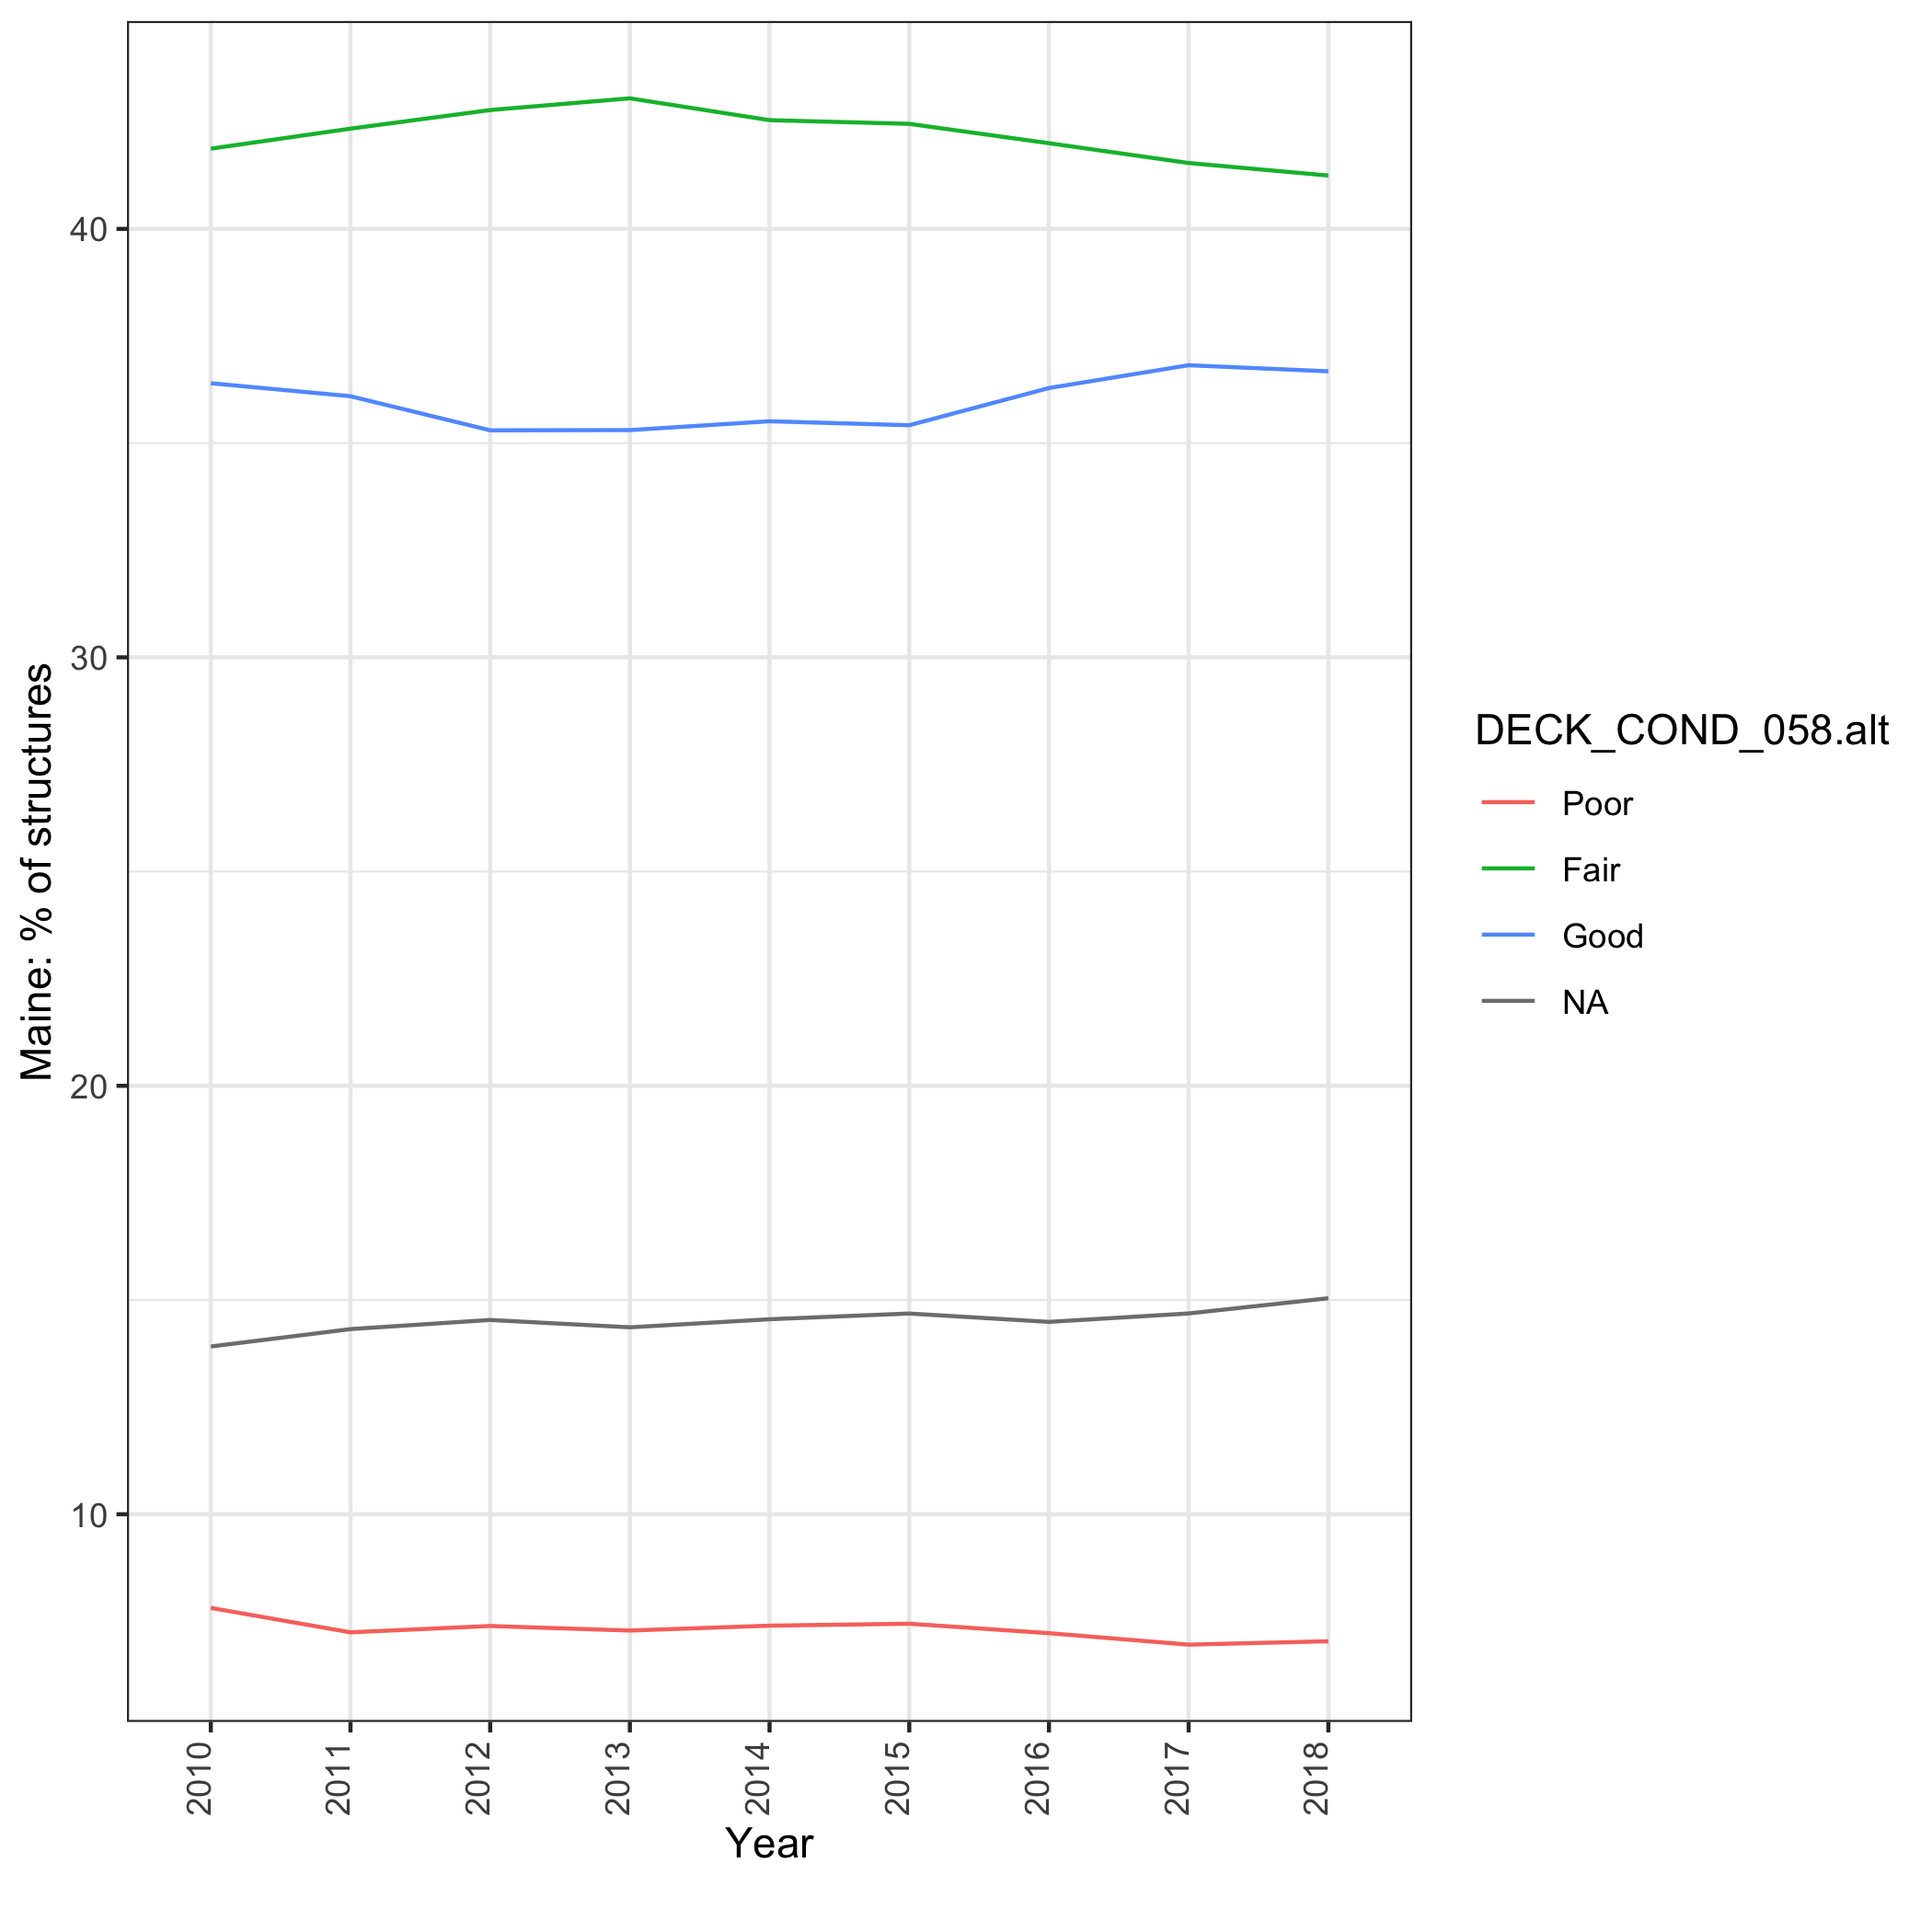 Maine: % of structures
40
30
20
10
2010
2011
2012
2013
2014
2015
2016
2017
2018
Year
DECK_COND_058.alt
Poor
Fair
Good
NA